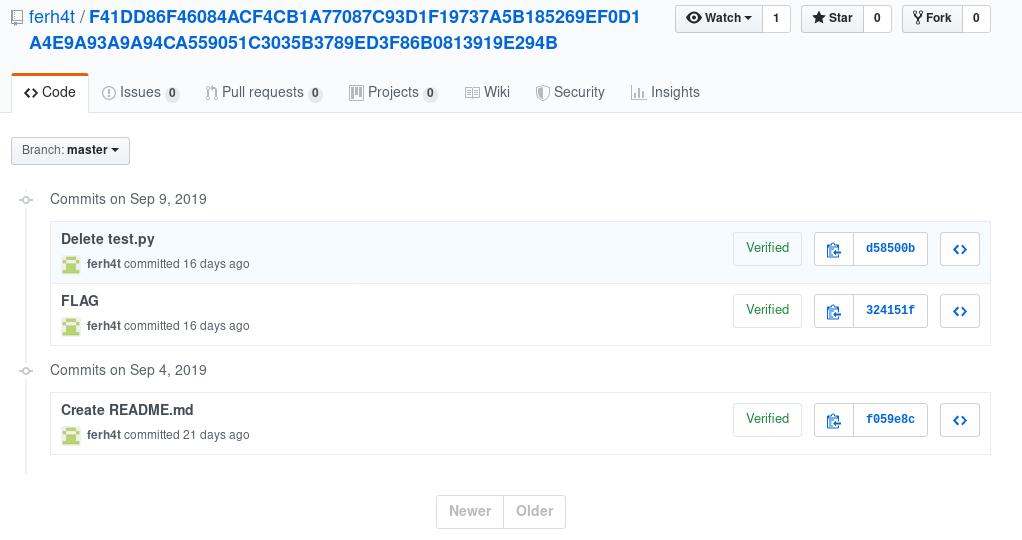 ferh4t / F41DD86F46084ACF4CB1A77087C93D1F19737A5B185269EF0D1
A4E9A93A9A94CA559051C3035B3789ED3F86B0813919E294B
Watch 1 Star 0 Fork 0
Code Issues 0 Pull requests 0 Projects 0 Wiki Security Insights
Branch: master
Commits on Sep 9, 2019
Delete test.py
ferh4t committed 16 days ago
Verified d58500b
FLAG
ferh4t committed 16 days ago
Verified 324151f
Commits on Sep 4, 2019
Create README.md
ferh4t committed 21 days ago
Verified f059e8c
Newer Older